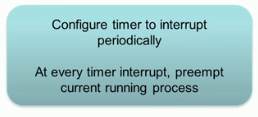 Configure timer to interrupt
periodically
At every timer interrupt, preempt
current running process